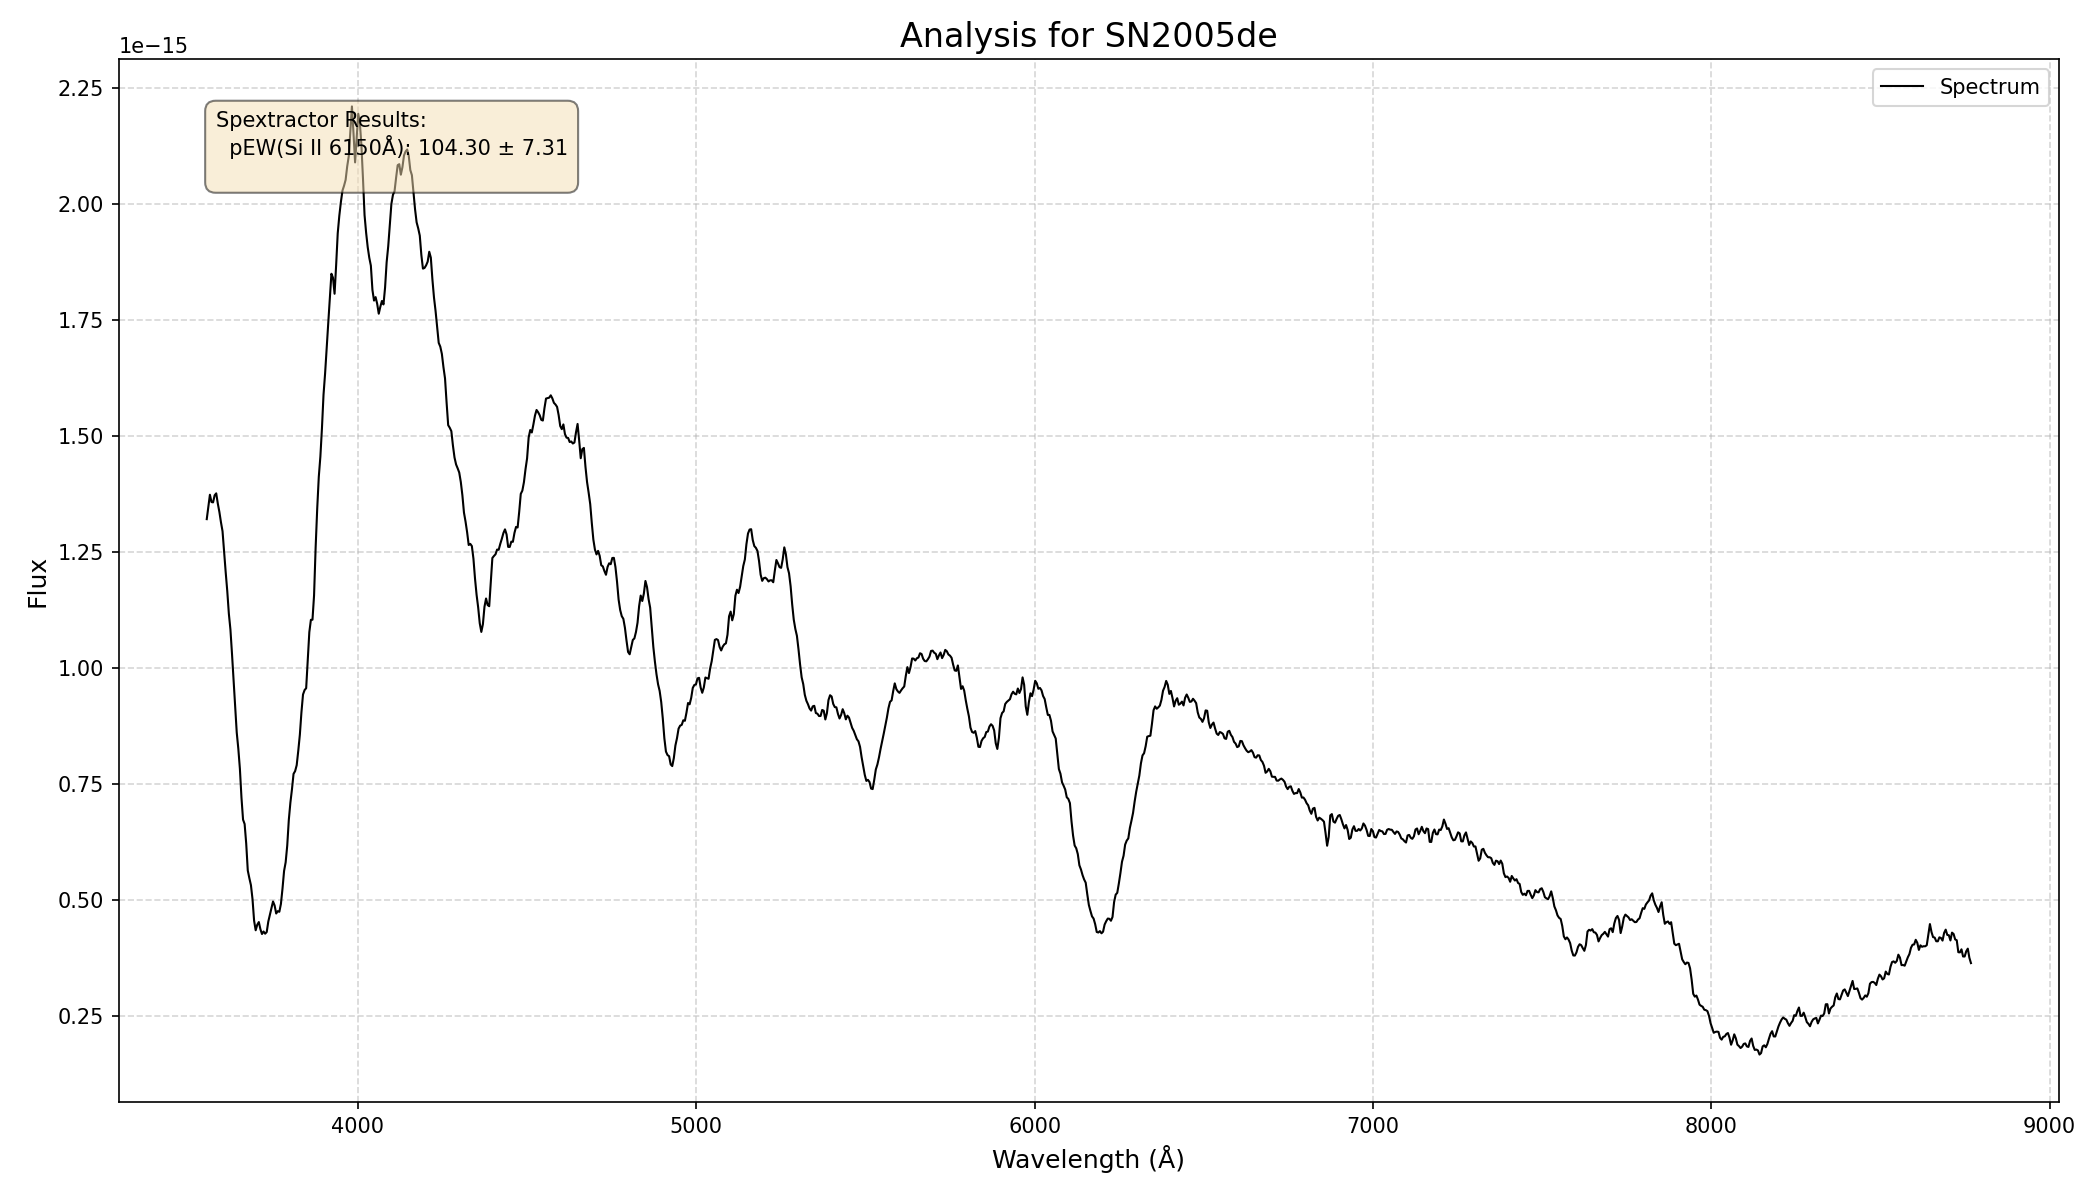 Analysis for SN2005de
1e−15
Spectrum
Spextractor Results:
pEW(Si II 6150Å): 104.30 ± 7.31
2.25
2.00
1.75
1.50
1.25
1.00
0.75
0.50
0.25
Flux
4000 5000 6000 7000 8000 9000
Wavelength (Å)